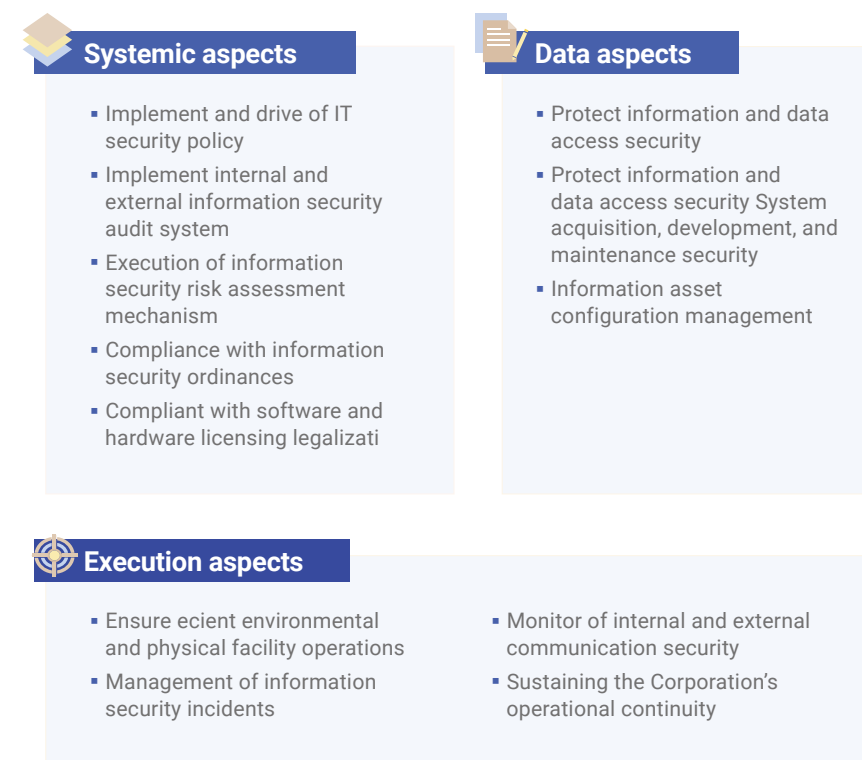 Systemic aspects
▪ Implement and drive of IT
security policy
▪ Implement internal and
external information security
audit system
▪ Execution of information
security risk assessment
mechanism
▪ Compliance with information
security ordinances
▪ Compliant with software and
hardware licensing legalizati
Data aspects
▪ Protect information and data
access security
▪ Protect information and
data access security System
acquisition, development, and
maintenance security
▪ Information asset
configuration management
Execution aspects
▪ Ensure ecient environmental
and physical facility operations
▪ Management of information
security incidents
▪ Monitor of internal and external
communication security
▪ Sustaining the Corporation's
operational continuity